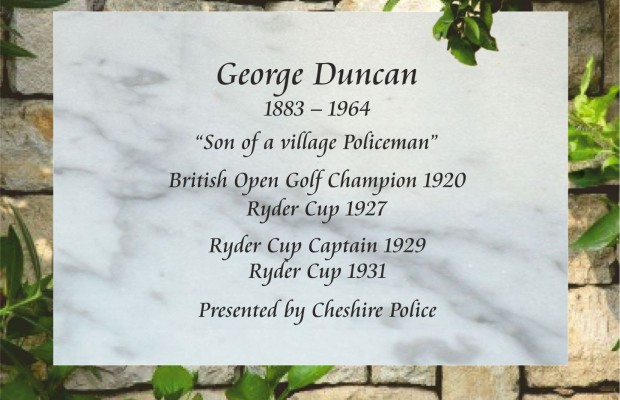 George Duncan
1883 – 1964
“Son of a village Policeman”
British Open Golf Champion 1920
Ryder Cup 1927
Ryder Cup Captain 1929
Ryder Cup 1931
Presented by Cheshire Police